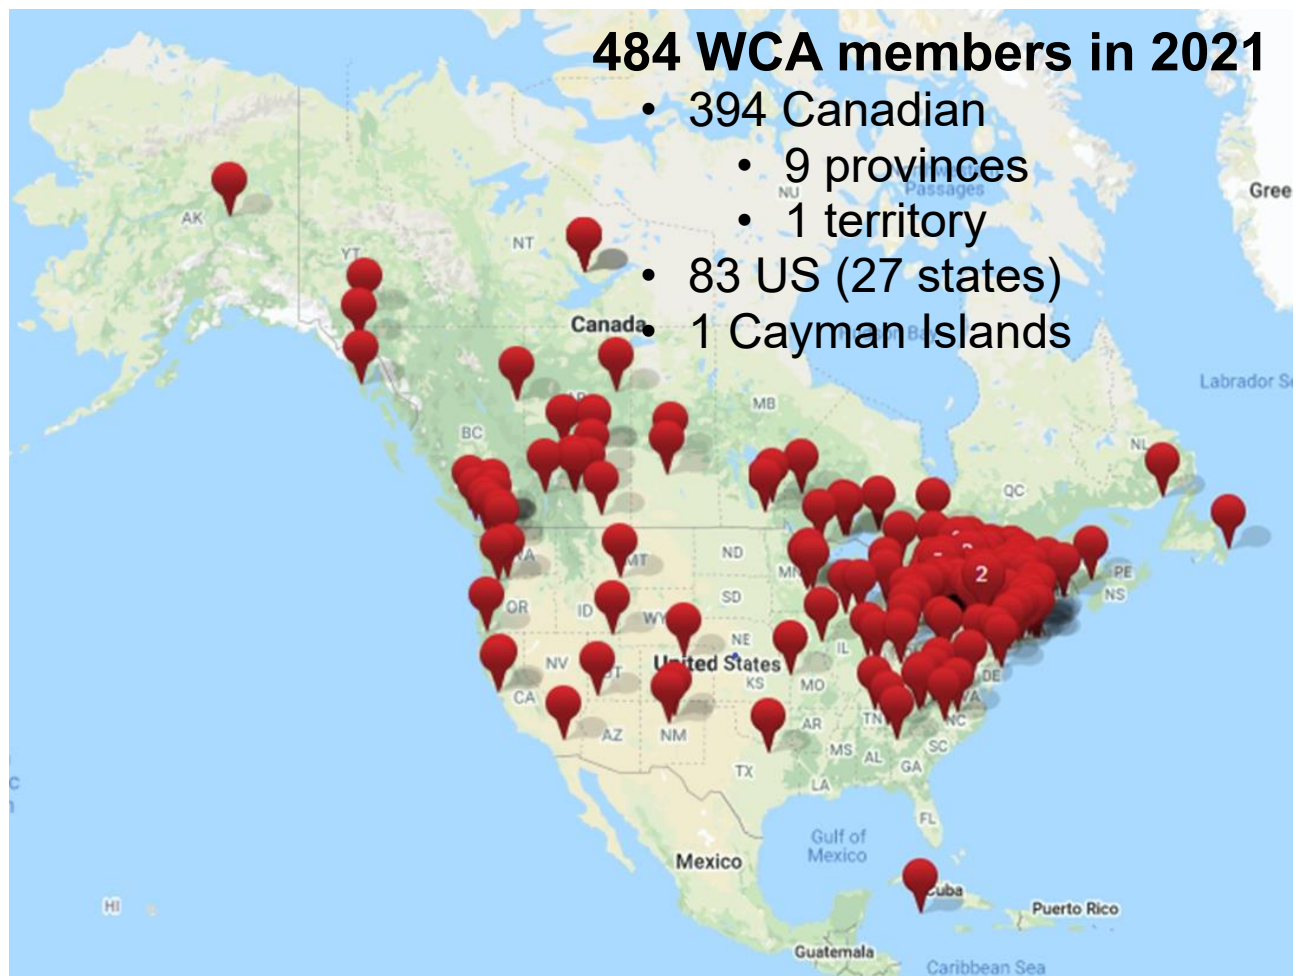 484 WCA members in 2021
• 394 Canadian
• 9 provinces
Northwestern
Passages
NU
Gree
AK
• 1 territory
NT
YT
• 83 US (27 states)
Canada
• 1 Cayman Islands
Labrador Se
MB
BC
NL
QC
ND
MT
PE
NS
SD
OR
ID
WY
NE
IL
NV
United States
KS
MO
DE
CA
VA
AZ
NM
AR
TN
NC
MS
AL
SC
GA
TX
LA
FL
Gulf of
Mexico
Mexico
Cuba
HI
Puerto Rico
Guatemala
Caribbean Sea
2